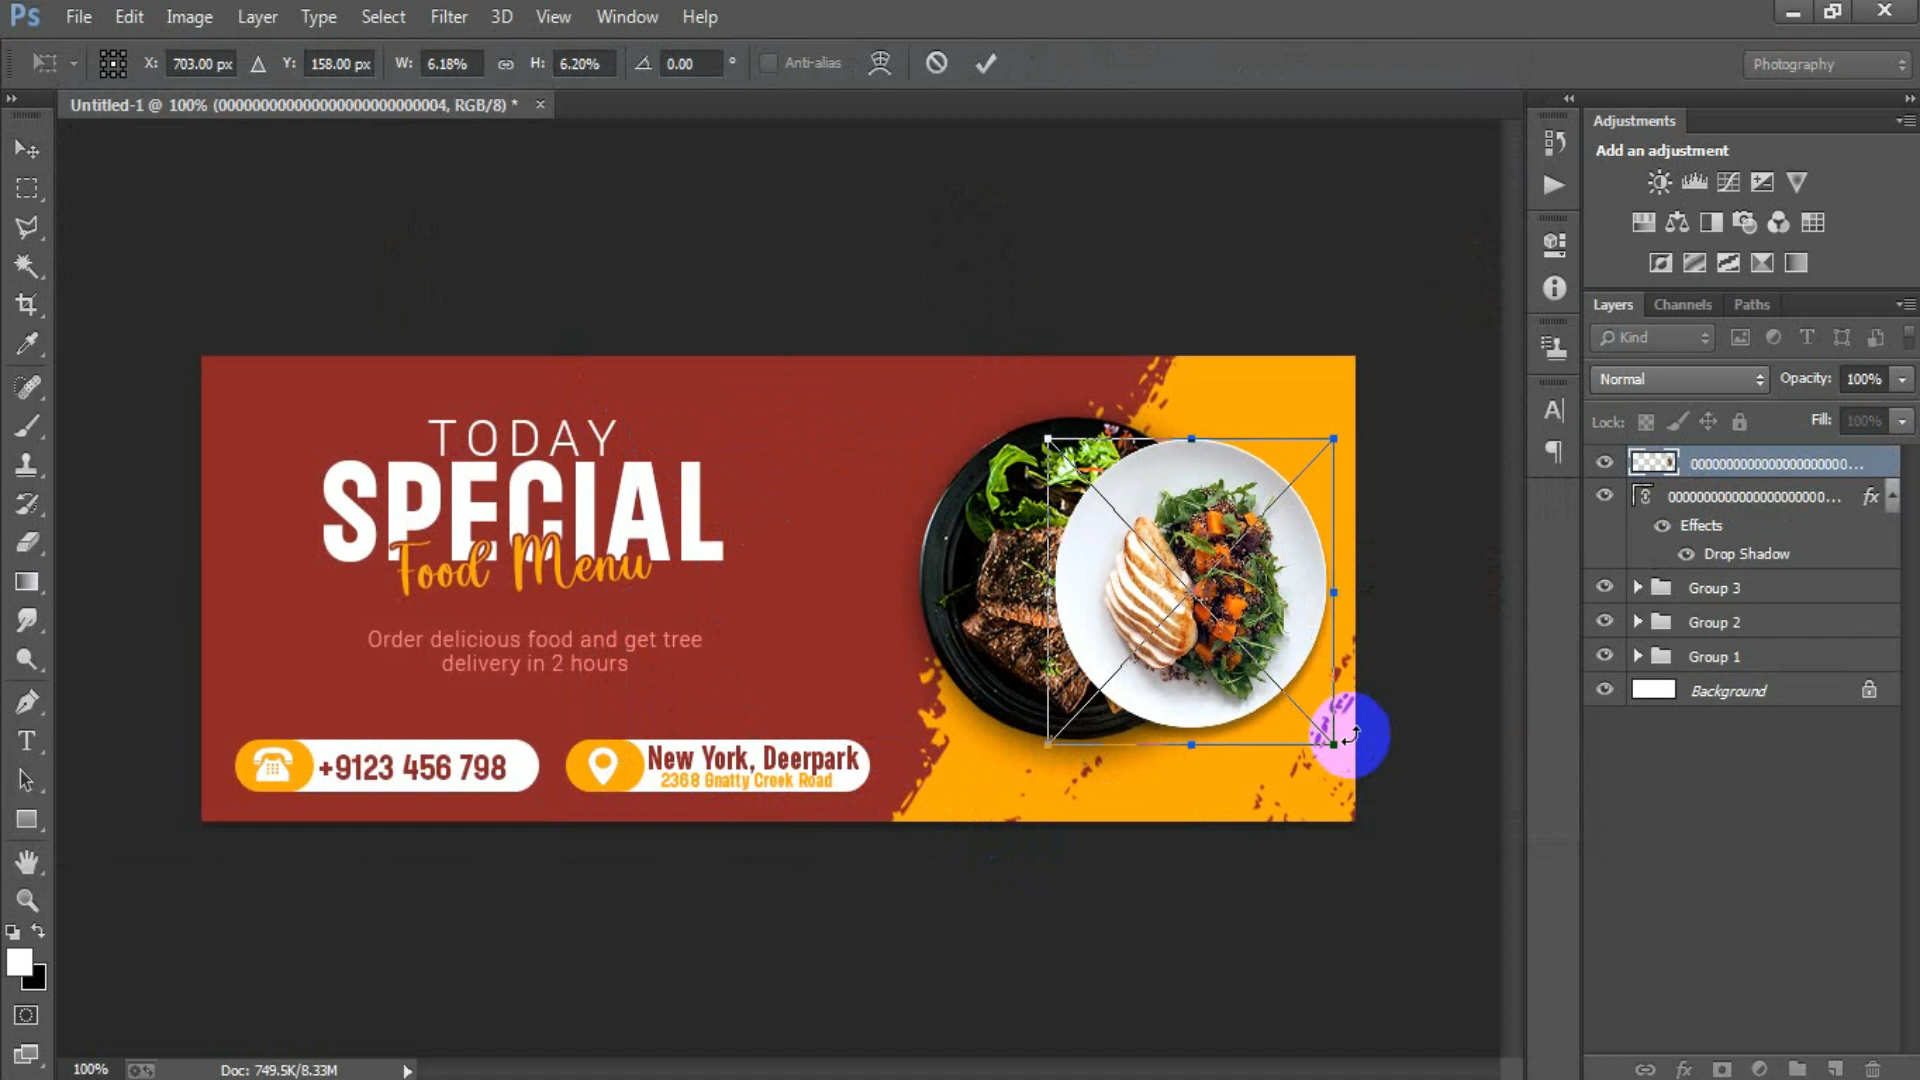 Ps File Edit Image Layer Type Select Filter 3D View Window Help
X: 703.00 px Y: 158.00 px W: 6.18% H: 6.20% 0.00 ° Anti-alias Photography
Untitled-1 @ 100% (0000000000000000000000000004, RGB/8) * ×
Adjustments
Add an adjustment
Layers Channels Paths
Kind
Normal Opacity: 100%
Lock: Fill: 100%
00000000000000000000000...
00000000000000000000000... fx
Effects
Drop Shadow
Group 3
Group 2
Group 1
Background
TODAY
SPECIAL
Food Menu
Order delicious food and get tree
delivery in 2 hours
+9123 456 798
New York, Deerpark
2368 Gnatty Creek Road
100% Doc: 749.5K/8.33M